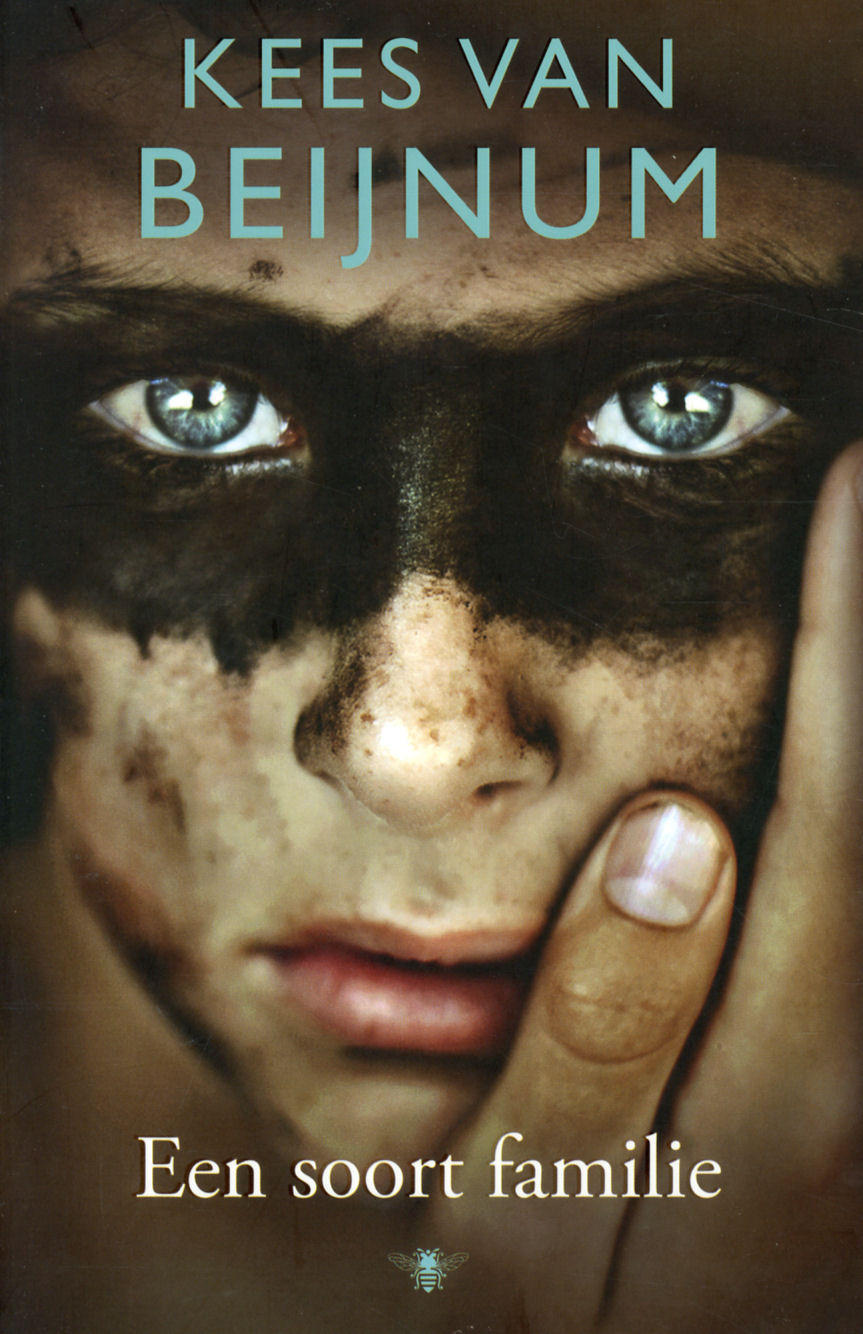 KEES VAN
BEIJNUM
Een soort familie